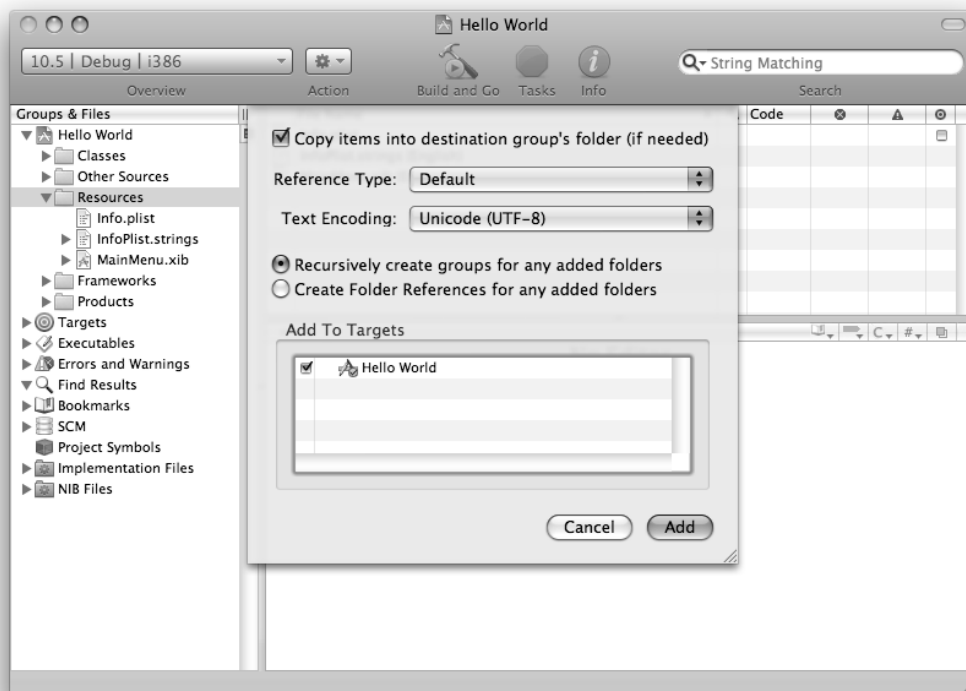 Hello World
10.5 | Debug | i386
String Matching
Overview
Action
Build and Go
Tasks
Info
Search
Groups & Files
Code
Hello World
Classes
Other Sources
Resources
Info.plist
InfoPlist.strings
MainMenu.xib
Frameworks
Products
Targets
Executables
Errors and Warnings
Find Results
Bookmarks
SCM
Project Symbols
Implementation Files
NIB Files
Copy items into destination group's folder (if needed)
Reference Type: Default
Text Encoding: Unicode (UTF-8)
Recursively create groups for any added folders
Create Folder References for any added folders
Add To Targets
Hello World
Cancel
Add
C
#